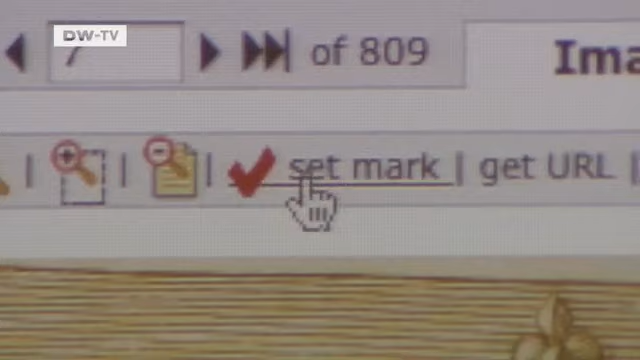 DW-TV
7
of 809
Ima
| | | set mark | get URL |